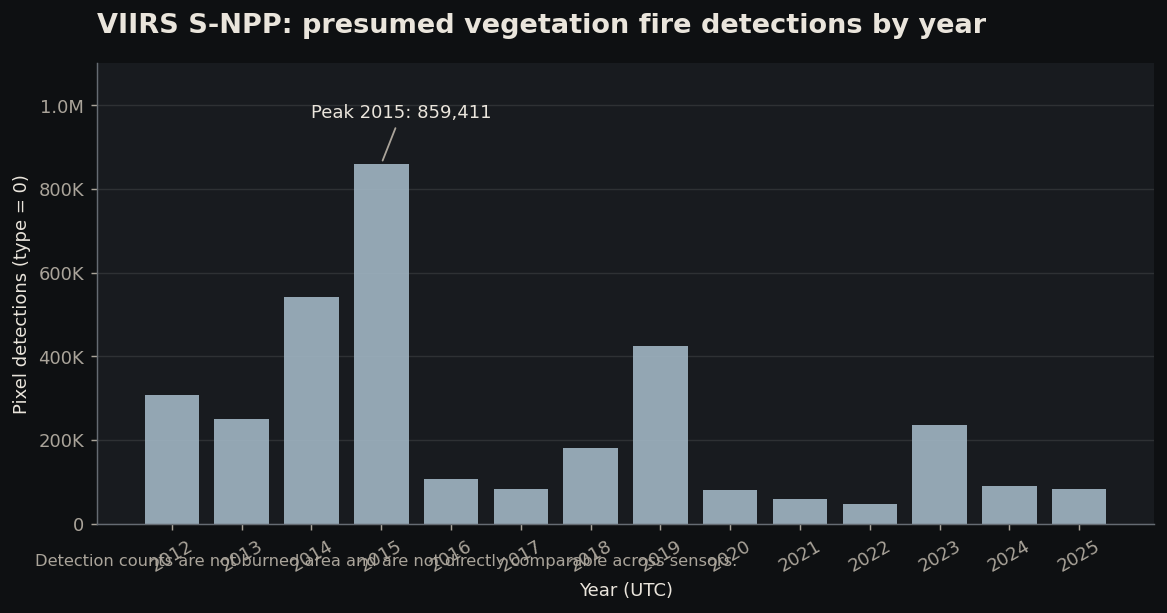 VIIRS S-NPP: presumed vegetation fire detections by year
Pixel detections (type = 0)
1.0M
800K
600K
400K
200K
0
Peak 2015: 859,411
2012 2013 2014 2015 2016 2017 2018 2019 2020 2021 2022 2023 2024 2025
Detection counts are not burned area and are not directly comparable across sensors.
Year (UTC)